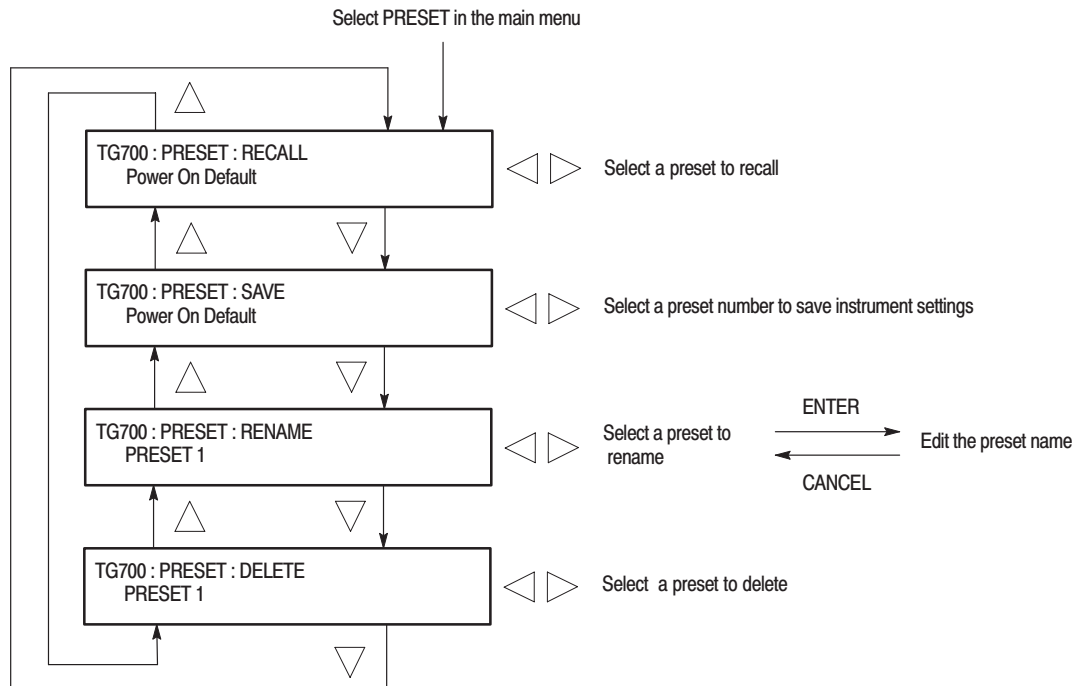 Select PRESET in the main menu
TG700 : PRESET : RECALL
Power On Default
Select a preset to recall
TG700 : PRESET : SAVE
Power On Default
Select a preset number to save instrument settings
TG700 : PRESET : RENAME
PRESET 1
Select a preset to
rename
ENTER
CANCEL
Edit the preset name
TG700 : PRESET : DELETE
PRESET 1
Select a preset to delete